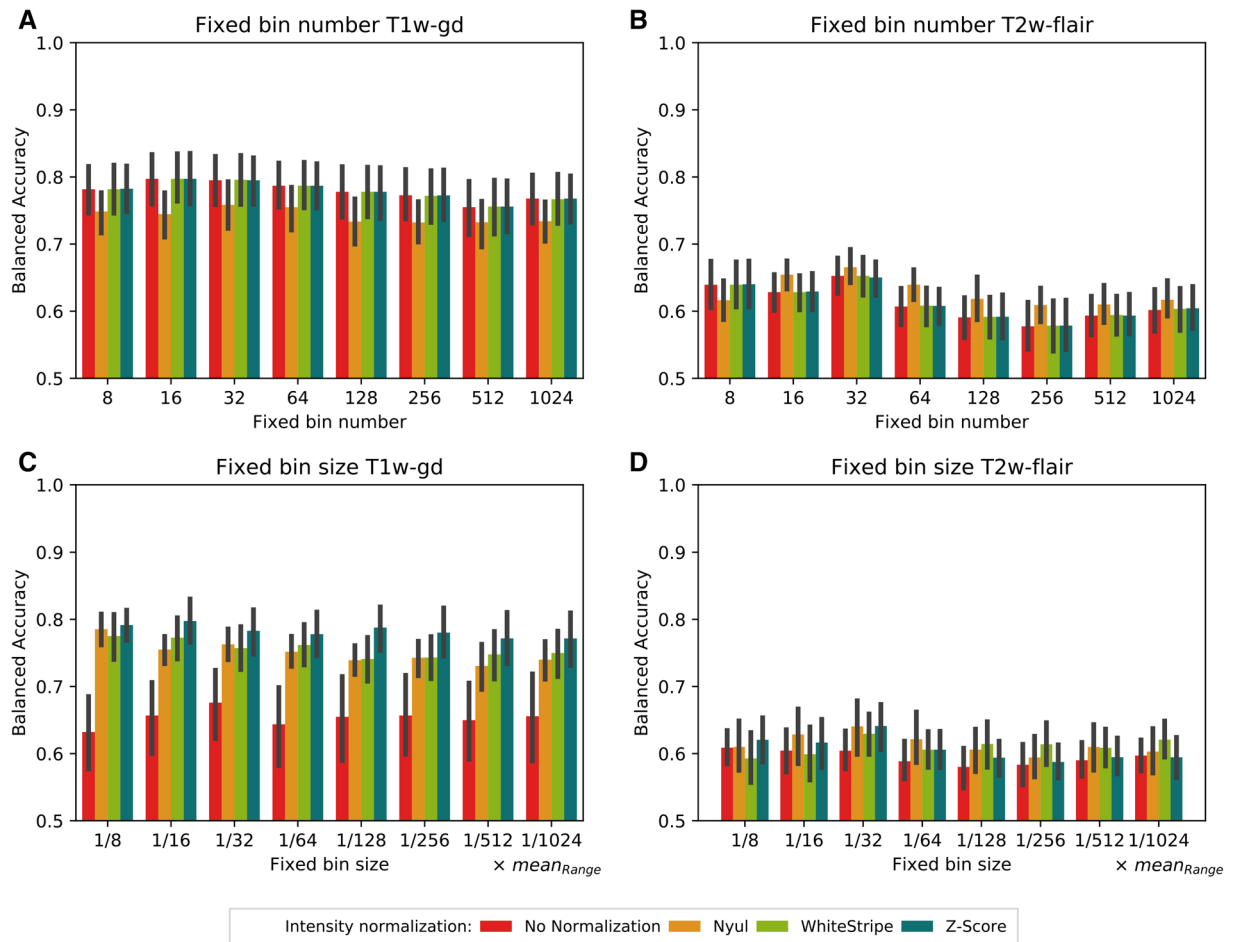 A
Fixed bin number T1w-gd
1.0
0.9
0.8
0.7
0.6
0.5
Balanced Accuracy
8 16 32 64 128 256 512 1024
Fixed bin number
B
Fixed bin number T2w-flair
1.0
0.9
0.8
0.7
0.6
0.5
Balanced Accuracy
8 16 32 64 128 256 512 1024
Fixed bin number
C
Fixed bin size T1w-gd
1.0
0.9
0.8
0.7
0.6
0.5
Balanced Accuracy
1/8 1/16 1/32 1/64 1/128 1/256 1/512 1/1024
Fixed bin size × mean_Range
D
Fixed bin size T2w-flair
1.0
0.9
0.8
0.7
0.6
0.5
Balanced Accuracy
1/8 1/16 1/32 1/64 1/128 1/256 1/512 1/1024
Fixed bin size × mean_Range
Intensity normalization: No Normalization Nyul WhiteStripe Z-Score